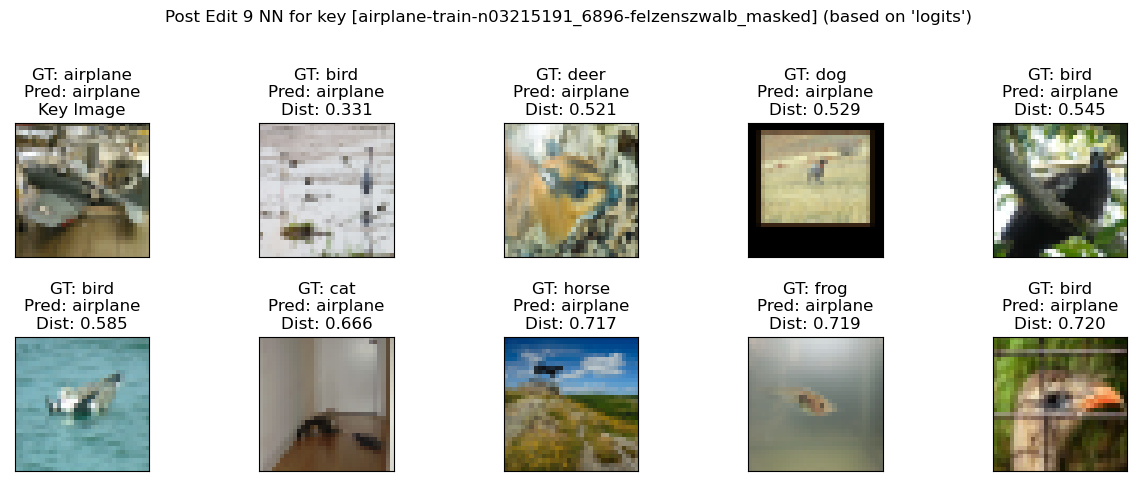 Post Edit 9 NN for key [airplane-train-n03215191_6896-felzenszwalb_masked] (based on 'logits')
GT: airplane
Pred: airplane
Key Image
GT: bird
Pred: airplane
Dist: 0.331
GT: deer
Pred: airplane
Dist: 0.521
GT: dog
Pred: airplane
Dist: 0.529
GT: bird
Pred: airplane
Dist: 0.545
GT: bird
Pred: airplane
Dist: 0.585
GT: cat
Pred: airplane
Dist: 0.666
GT: horse
Pred: airplane
Dist: 0.717
GT: frog
Pred: airplane
Dist: 0.719
GT: bird
Pred: airplane
Dist: 0.720